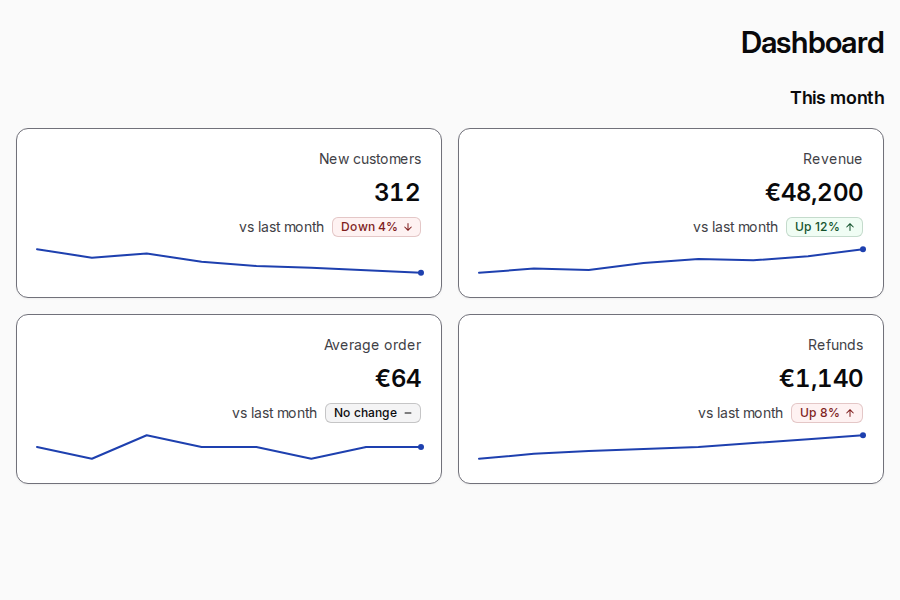 Dashboard
This month
New customers
312
vs last month Down 4% ↓
Revenue
€48,200
vs last month Up 12% ↑
Average order
€64
vs last month No change –
Refunds
€1,140
vs last month Up 8% ↑